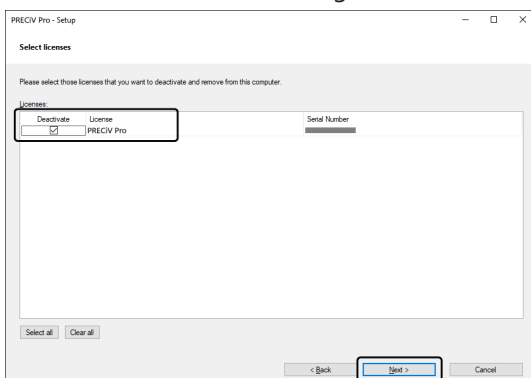 PRECiV Pro - Setup
Select licenses
Please select those licenses that you want to deactivate and remove from this computer.
Licenses:
Deactivate License Serial Number
PRECiV Pro
Select all Clear all
< Back Next > Cancel